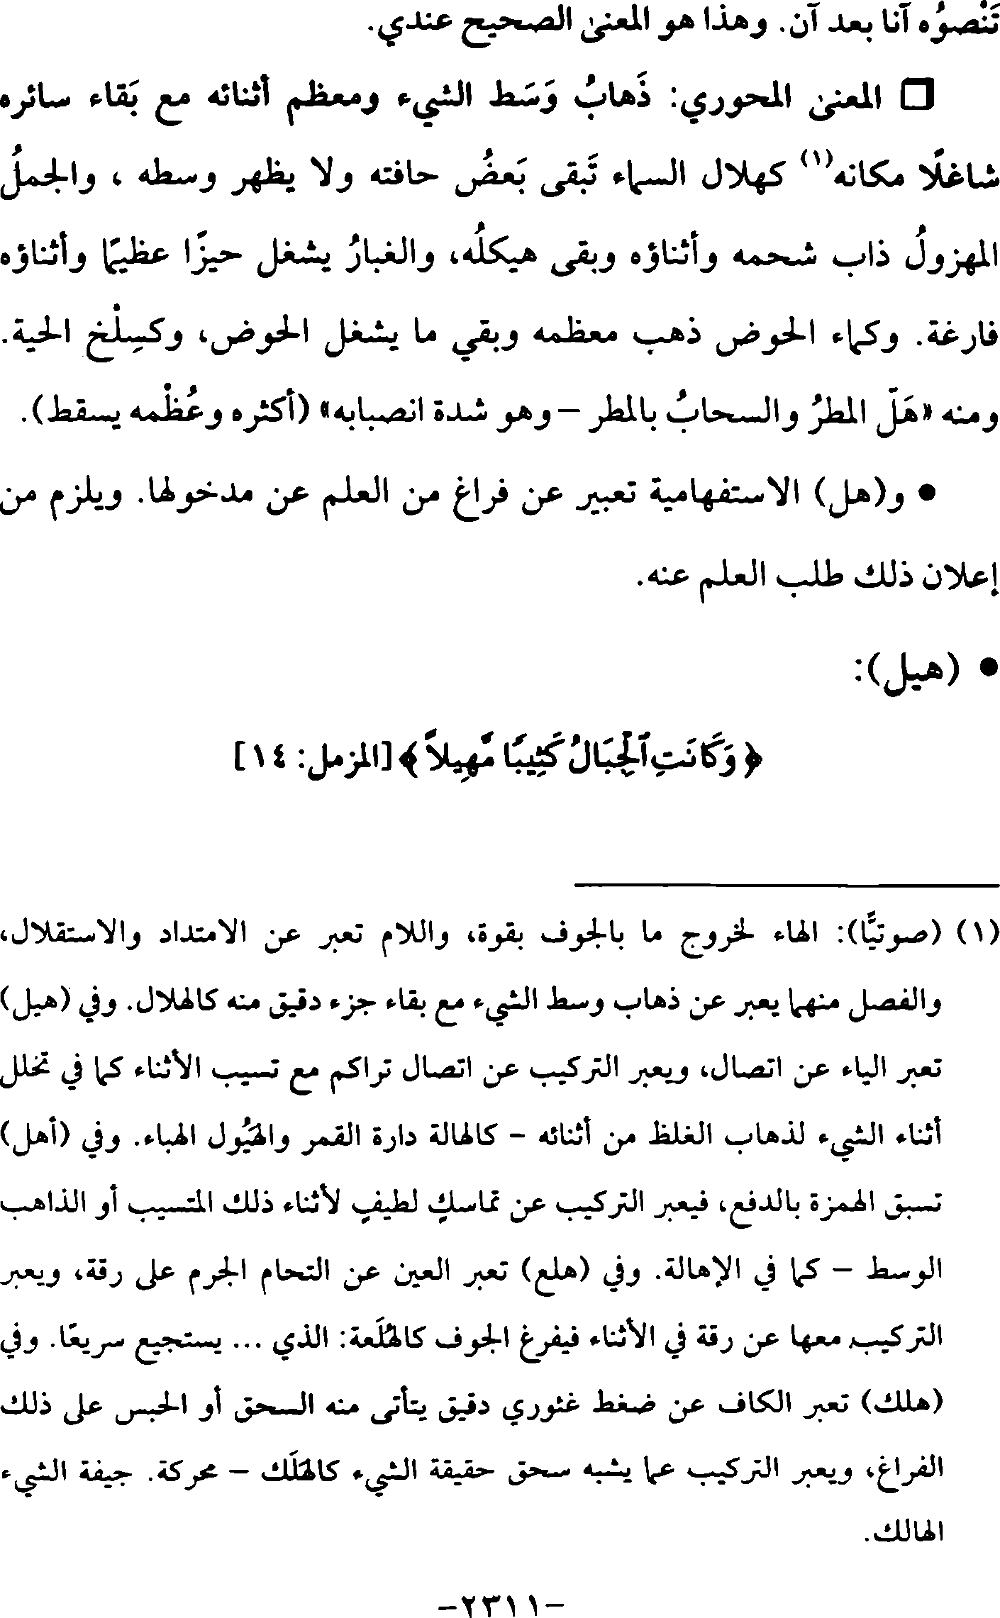 تَنْضوُه آنا بعد آن. وهذا هو المعنىٰ الصحيح عندي.
□ المعنىٰ المحوري: ذَهابُ وَسَط الشيء ومعظم أثنائه مع بَقاء سائره
شاغلًا مكانه(١) كهلال السماء تَبقى بَعضُ حافته ولا يظهر وسطه ، والجملُ
المهزولُ ذاب شحمه وأثناؤه وبقى هيكلُه، والغبارُ يشغل حيزًا عظيمًا وأثناؤه
فارغة. وكماء الحوض ذهب معظمه وبقي ما يشغل الحوض، وكسِلْخ الحية.
ومنه «هَلّ المطرُ والسحابُ بالمطر – وهو شدة انصبابه» (أكثره وعُظْمه يسقط).
• و(هل) الاستفهامية تعبير عن فراغ من العلم عن مدخولها. ويلزم من
إعلان ذلك طلب العلم عنه.
• (هيل):
﴿ وَكَانَتِ ٱلْجِبَالُ كَثِيبًا مَّهِيلًا ﴾ [المزمل: ١٤]
(١) (صوتيًّا): الهاء لخروج ما بالجوف بقوة، واللام تعبر عن الامتداد والاستقلال،
والفصل منهما يعبر عن ذهاب وسط الشيء مع بقاء جزء دقيق منه كالهلال. وفي (هيل)
تعبر الياء عن اتصال، ويعبر التركيب عن اتصال تراكم مع تسيب الأثناء كما في تخلل
أثناء الشيء لذهاب الغلظ من أثنائه – كالهالة دارة القمر والهَيُول الهباء. وفي (أهل)
تسبق الهمزة بالدفع، فيعبر التركيب عن تماسكٍ لطيفٍ لأثناء ذلك المتسيب أو الذاهب
الوسط – كما في الإهالة. وفي (هلع) تعبر العين عن التحام الجرم على رقة، ويعبر
التركيب معها عن رقة في الأثناء فيفرغ الجوف كالهُلَعة: الذي ... يستجيع سريعًا. وفي
(هلك) تعبر الكاف عن ضغط غئوري دقيق يتأتى منه السحق أو الحبس على ذلك
الفراغ، ويعبر التركيب عما يشبه سحق حقيقة الشيء كالهَلَك – محركة. جيفة الشيء
الهالك.
-٢٣١١-